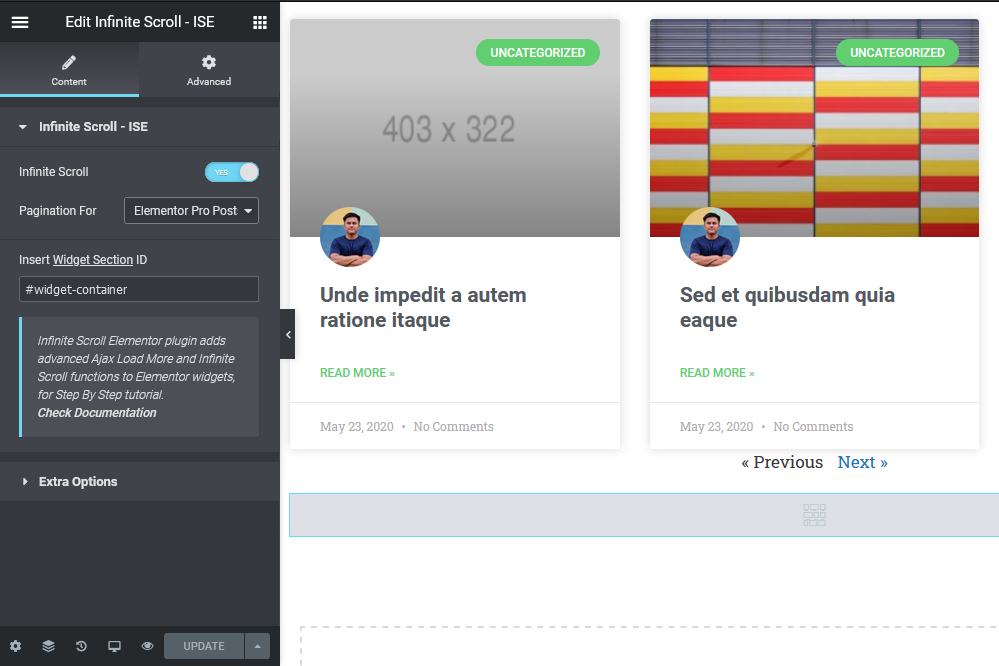 Edit Infinite Scroll - ISE
Content
Advanced
Infinite Scroll - ISE
Infinite Scroll
YES
Pagination For
Elementor Pro Post
Insert Widget Section ID
#widget-container
Infinite Scroll Elementor plugin adds
advanced Ajax Load More and Infinite
Scroll functions to Elementor widgets,
for Step By Step tutorial.
Check Documentation
Extra Options
UPDATE
UNCATEGORIZED
403 x 322
Unde impedit a autem
ratione itaque
READ MORE »
May 23, 2020 • No Comments
UNCATEGORIZED
Sed et quibusdam quia
eaque
READ MORE »
May 23, 2020 • No Comments
« Previous Next »